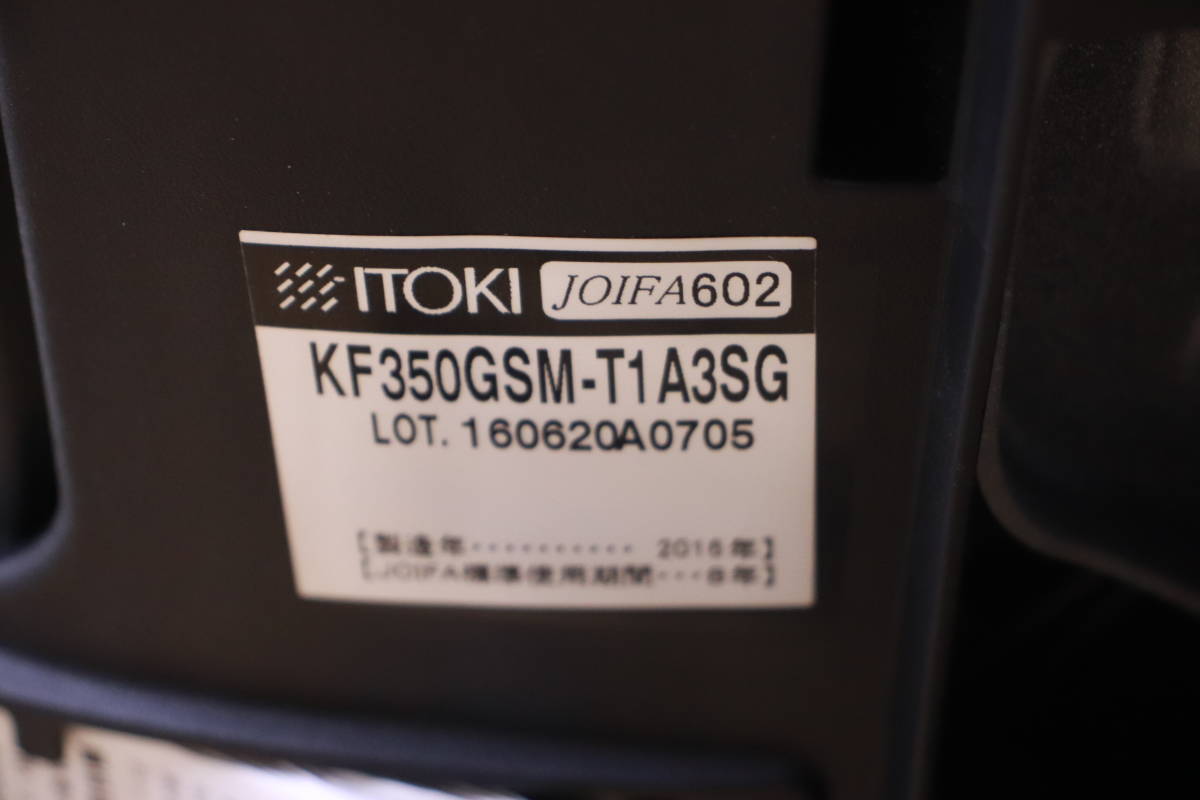 ITOKI JOIFA602
KF350GSM-T1A3SG
LOT. 160620A0705
[製造年・・・・・・・・・・ 2016年]
[JOIFA標準使用期間・・・8年]